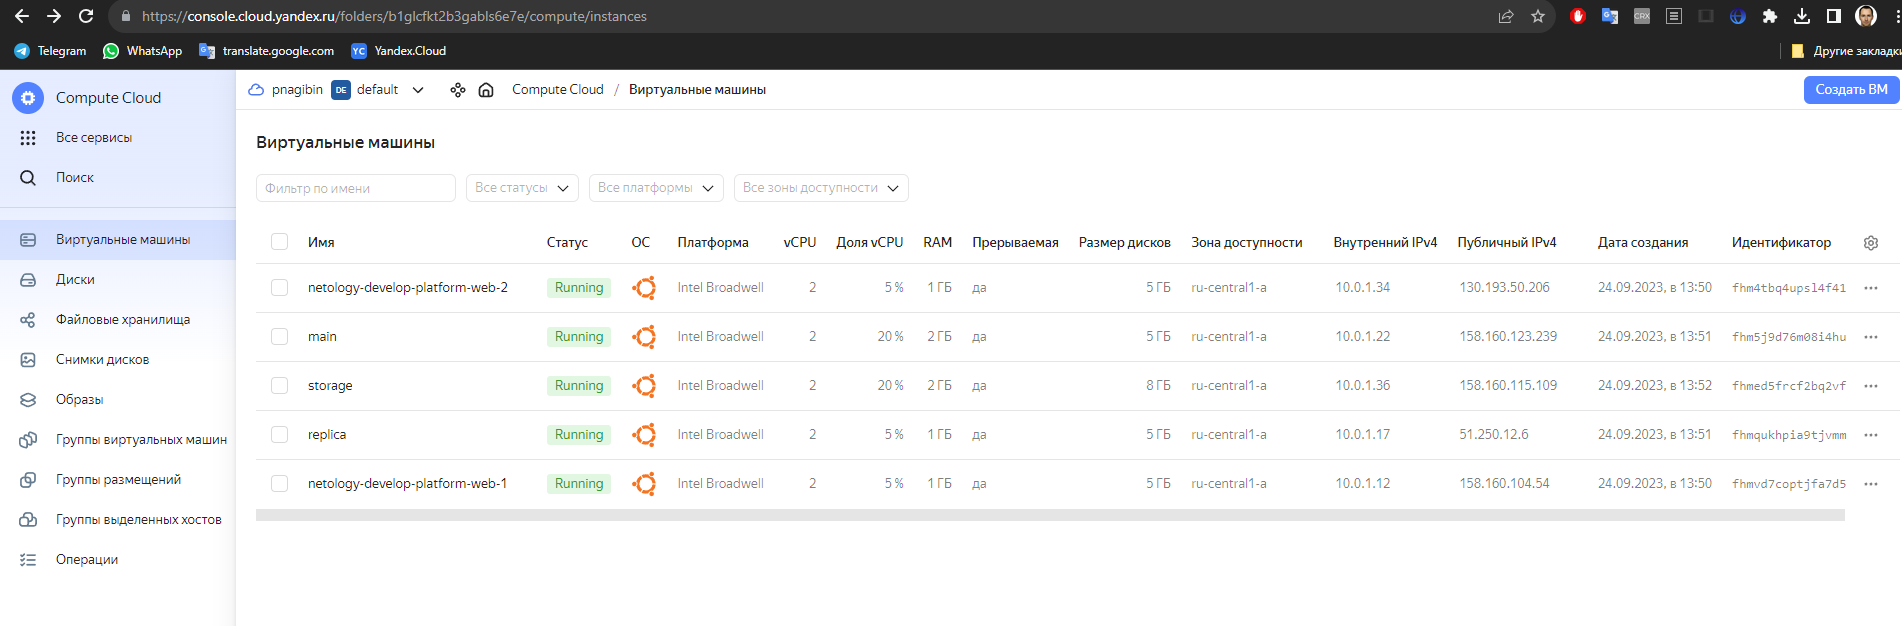 https://console.cloud.yandex.ru/folders/b1glcfkt2b3gabls6e7e/compute/instances
CRX
Telegram WhatsApp translate.google.com YC Yandex.Cloud Другие закладки
Compute Cloud
Все сервисы
Поиск
Виртуальные машины
Диски
Файловые хранилища
Снимки дисков
Образы
Группы виртуальных машин
Группы размещений
Группы выделенных хостов
Операции
pnagibin DE default Compute Cloud / Виртуальные машины Создать ВМ
Виртуальные машины
Фильтр по имени Все статусы Все платформы Все зоны доступности
Имя Статус ОС Платформа vCPU Доля vCPU RAM Прерываемая Размер дисков Зона доступности Внутренний IPv4 Публичный IPv4 Дата создания Идентификатор
netology-develop-platform-web-2 Running Intel Broadwell 2 5 % 1 ГБ да 5 ГБ ru-central1-a 10.0.1.34 130.193.50.206 24.09.2023, в 13:50 fhm4tbq4upsl4f41
main Running Intel Broadwell 2 20 % 2 ГБ да 5 ГБ ru-central1-a 10.0.1.22 158.160.123.239 24.09.2023, в 13:51 fhm5j9d76m08i4hu
storage Running Intel Broadwell 2 20 % 2 ГБ да 8 ГБ ru-central1-a 10.0.1.36 158.160.115.109 24.09.2023, в 13:52 fhmed5frcf2bq2vf
replica Running Intel Broadwell 2 5 % 1 ГБ да 5 ГБ ru-central1-a 10.0.1.17 51.250.12.6 24.09.2023, в 13:51 fhmqukhpia9tjvmm
netology-develop-platform-web-1 Running Intel Broadwell 2 5 % 1 ГБ да 5 ГБ ru-central1-a 10.0.1.12 158.160.104.54 24.09.2023, в 13:50 fhmvd7coptjfa7d5